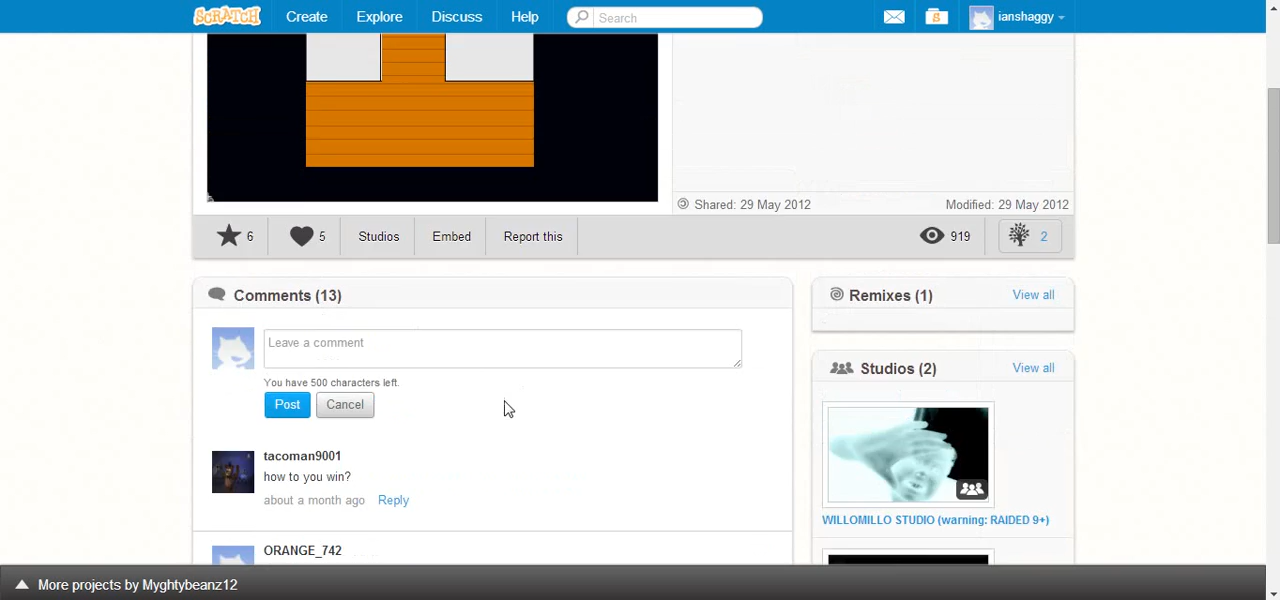 SCRATCH Create Explore Discuss Help Search ianshaggy
Shared: 29 May 2012 Modified: 29 May 2012
6 5 Studios Embed Report this 919 2
Comments (13)
Leave a comment
You have 500 characters left.
Post Cancel
tacoman9001
how to you win?
about a month ago Reply
ORANGE_742
Remixes (1) View all
Studios (2) View all
WILLOMILLO STUDIO (warning: RAIDED 9+)
More projects by Myghtybeanz12